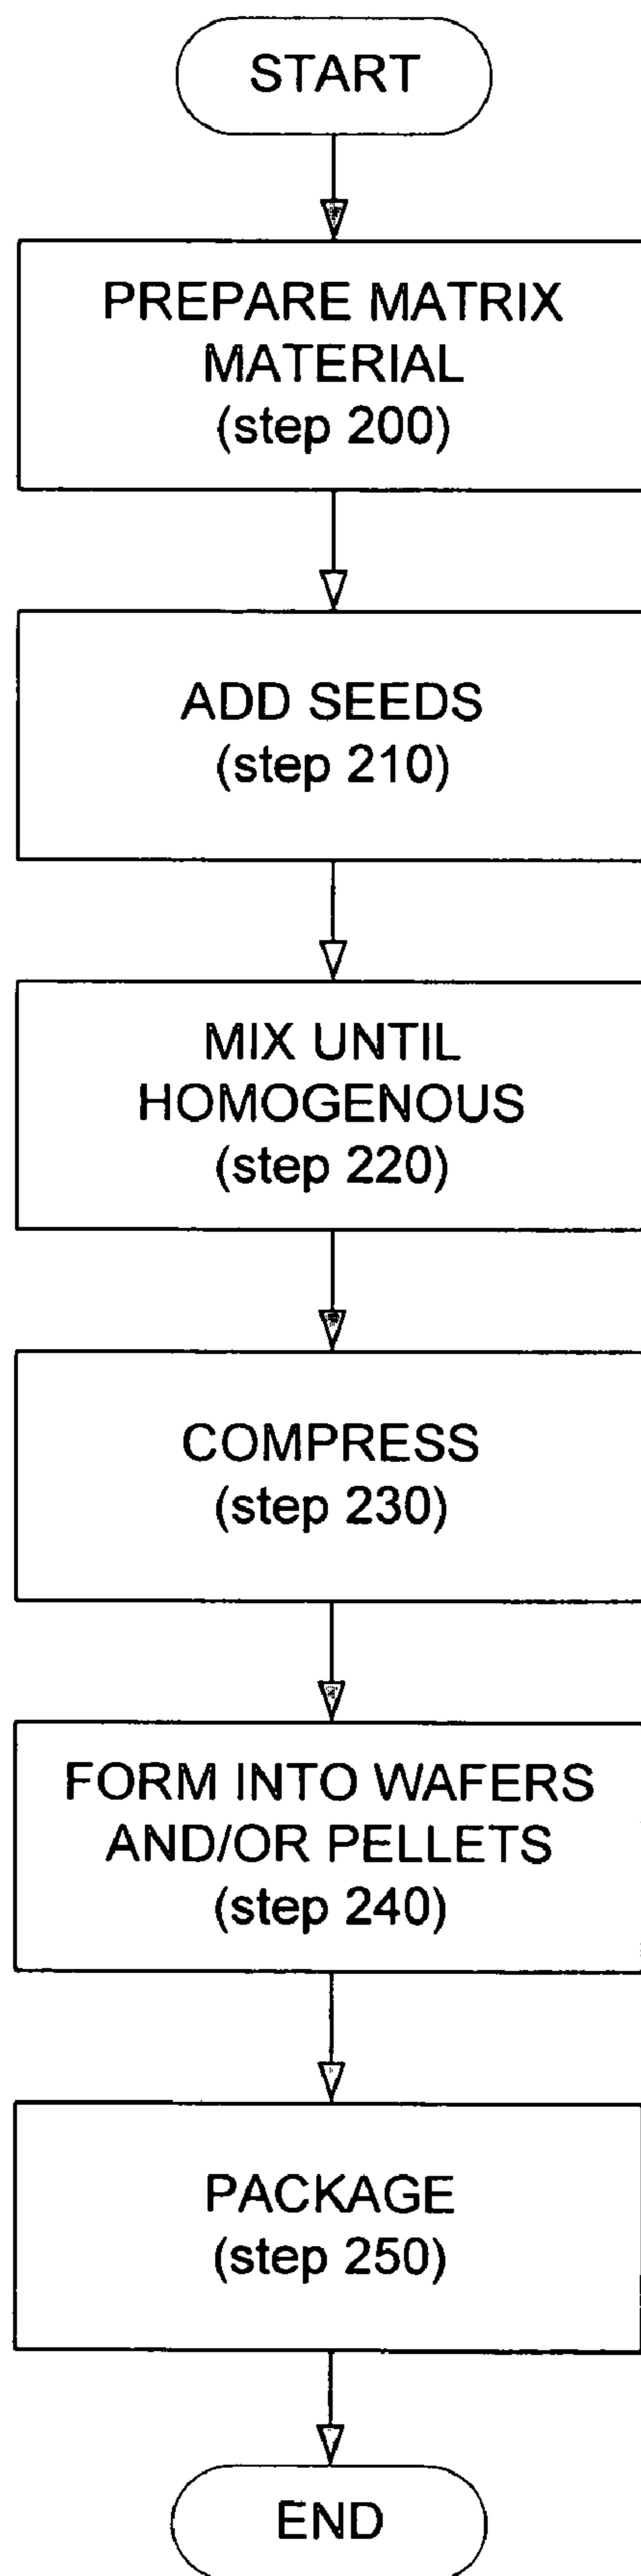 START
PREPARE MATRIX
MATERIAL
(step 200)
ADD SEEDS
(step 210)
MIX UNTIL
HOMOGENOUS
(step 220)
COMPRESS
(step 230)
FORM INTO WAFERS
AND/OR PELLETS
(step 240)
PACKAGE
(step 250)
END